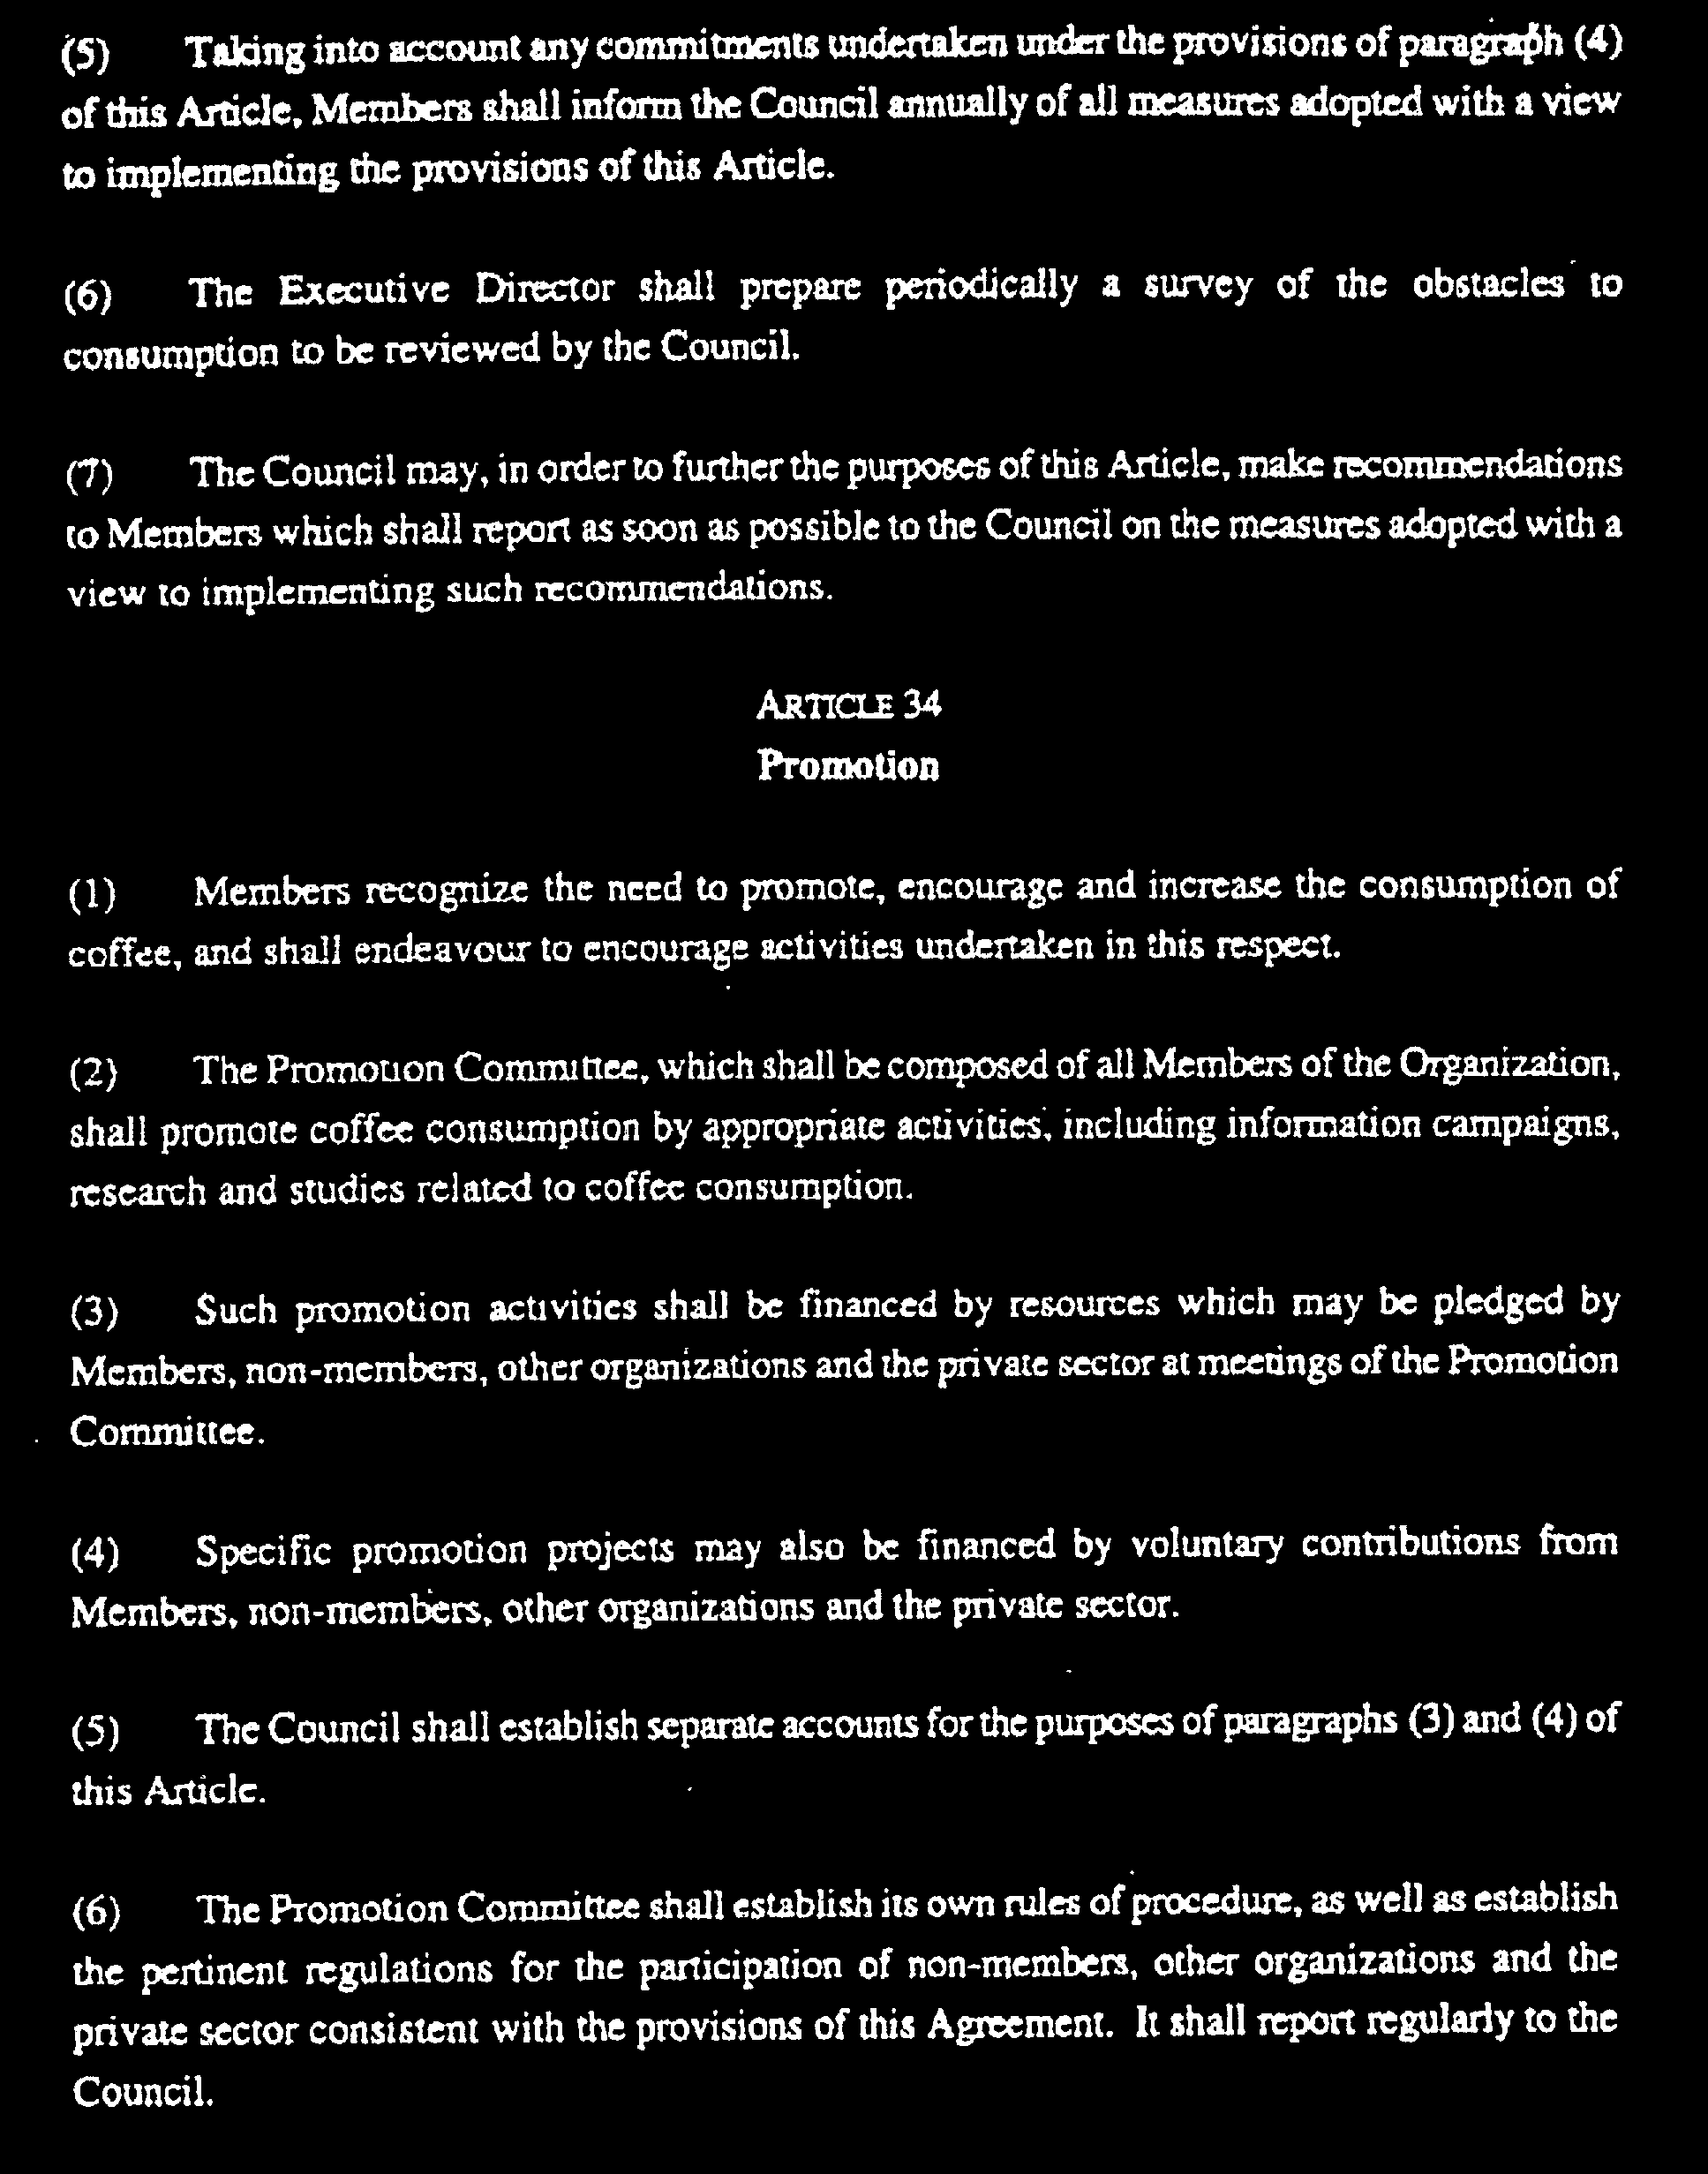 (5) Taking into account any commitments undertaken under the provisions of paragraph (4)
of this Article, Members shall inform the Council annually of all measures adopted with a view
to implementing the provisions of this Article.
(6) The Executive Director shall prepare periodically a survey of the obstacles to
consumption to be reviewed by the Council.
(7) The Council may, in order to further the purposes of this Article, make recommendations
to Members which shall report as soon as possible to the Council on the measures adopted with a
view to implementing such recommendations.
ARTICLE 34
Promotion
(1) Members recognize the need to promote, encourage and increase the consumption of
coffee, and shall endeavour to encourage activities undertaken in this respect.
(2) The Promotion Committee, which shall be composed of all Members of the Organization,
shall promote coffee consumption by appropriate activities, including information campaigns,
research and studies related to coffee consumption.
(3) Such promotion activities shall be financed by resources which may be pledged by
Members, non-members, other organizations and the private sector at meetings of the Promotion
Committee.
(4) Specific promotion projects may also be financed by voluntary contributions from
Members, non-members, other organizations and the private sector.
(5) The Council shall establish separate accounts for the purposes of paragraphs (3) and (4) of
this Article.
(6) The Promotion Committee shall establish its own rules of procedure, as well as establish
the pertinent regulations for the participation of non-members, other organizations and the
private sector consistent with the provisions of this Agreement. It shall report regularly to the
Council.